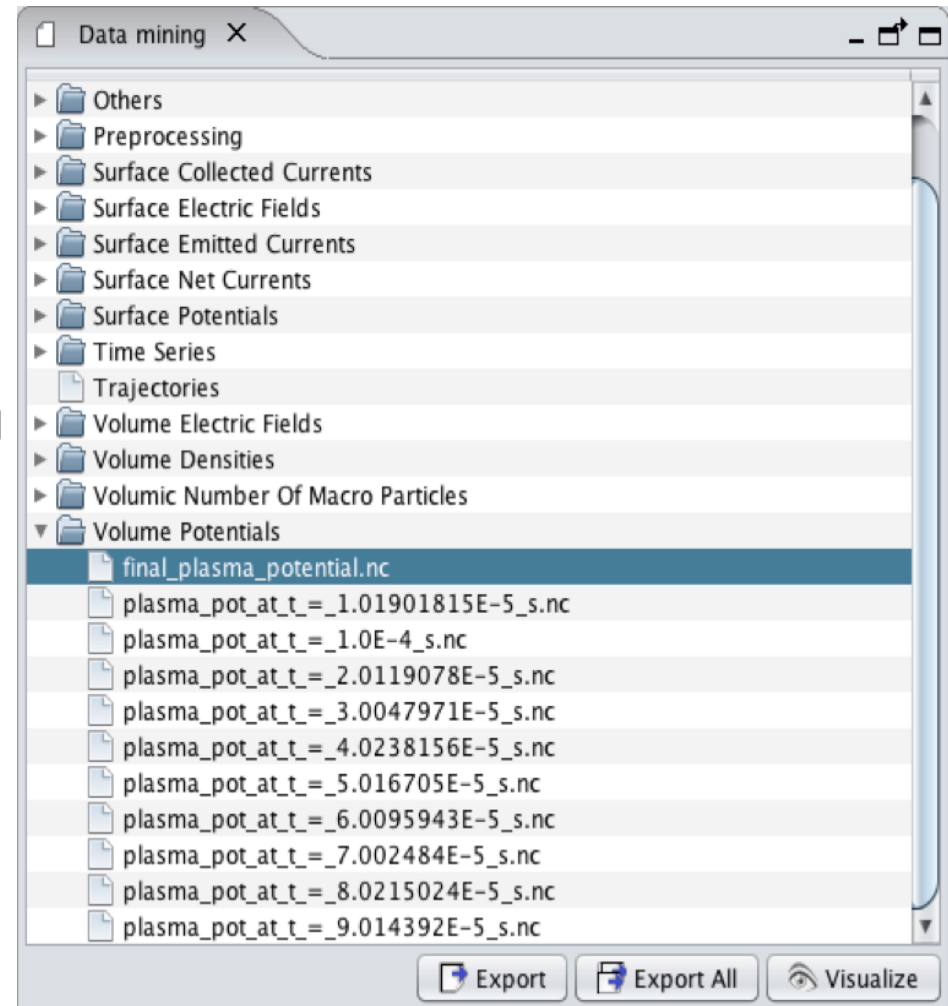 Data mining
Others
Preprocessing
Surface Collected Currents
Surface Electric Fields
Surface Emitted Currents
Surface Net Currents
Surface Potentials
Time Series
Trajectories
Volume Electric Fields
Volume Densities
Volumic Number Of Macro Particles
Volume Potentials
final_plasma_potential.nc
plasma_pot_at_t_=_1.01901815E-5_s.nc
plasma_pot_at_t_=_1.0E-4_s.nc
plasma_pot_at_t_=_2.0119078E-5_s.nc
plasma_pot_at_t_=_3.0047971E-5_s.nc
plasma_pot_at_t_=_4.0238156E-5_s.nc
plasma_pot_at_t_=_5.016705E-5_s.nc
plasma_pot_at_t_=_6.0095943E-5_s.nc
plasma_pot_at_t_=_7.002484E-5_s.nc
plasma_pot_at_t_=_8.0215024E-5_s.nc
plasma_pot_at_t_=_9.014392E-5_s.nc
Export Export All Visualize